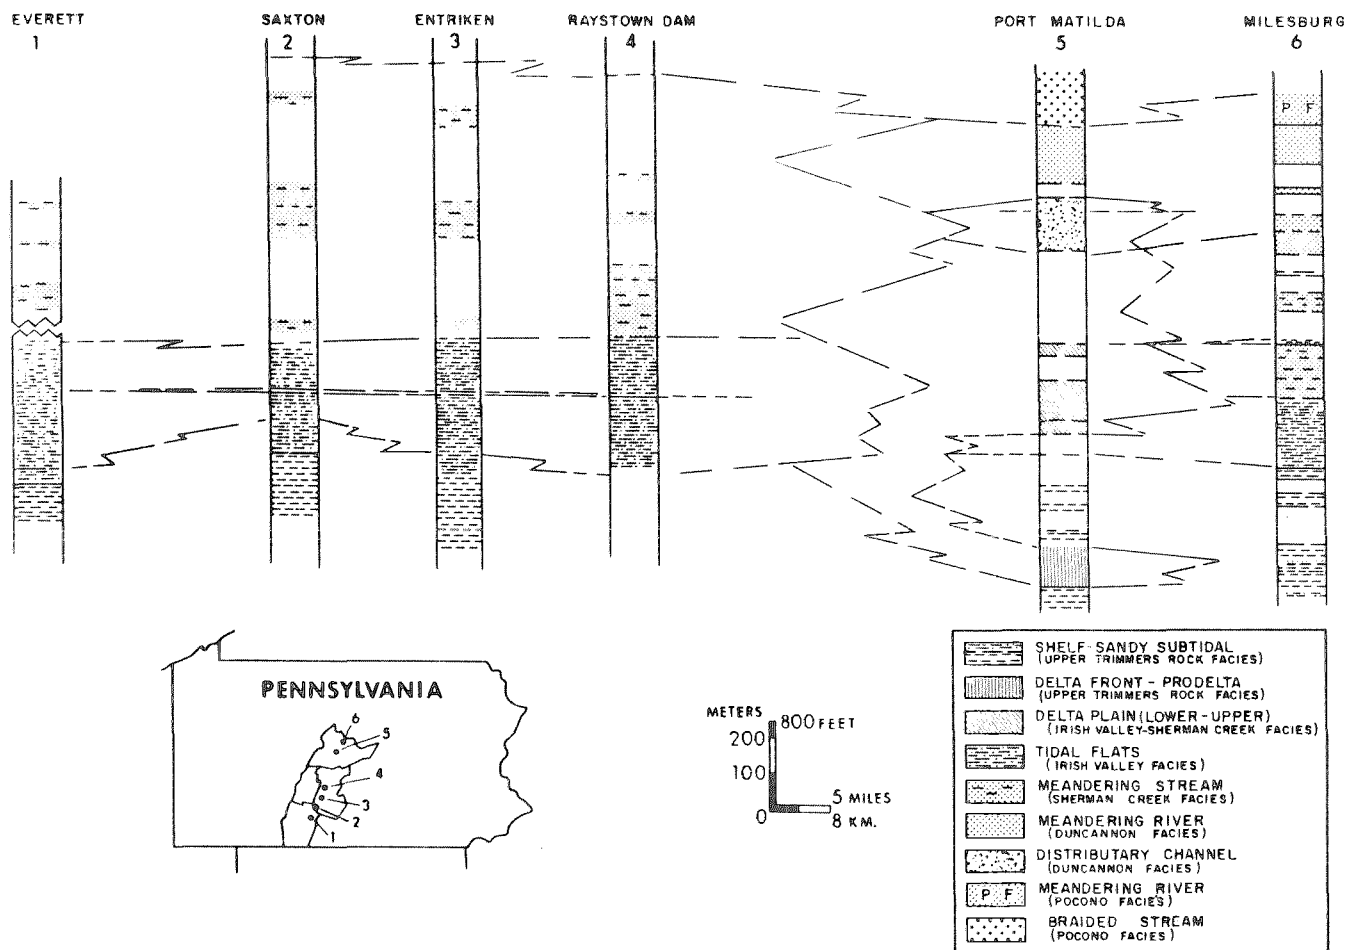 EVERETT
1
SAXTON
2
ENTRIKEN
3
RAYSTOWN DAM
4
PORT MATILDA
5
MILESBURG
6
P F
PENNSYLVANIA
6
5
4
3
2
1
METERS
200
100
0
800 FEET
5 MILES
8 KM.
SHELF-SANDY SUBTIDAL
(UPPER TRIMMERS ROCK FACIES)
DELTA FRONT - PRODELTA
(UPPER TRIMMERS ROCK FACIES)
DELTA PLAIN (LOWER-UPPER)
(IRISH VALLEY-SHERMAN CREEK FACIES)
TIDAL FLATS
(IRISH VALLEY FACIES)
MEANDERING STREAM
(SHERMAN CREEK FACIES)
MEANDERING RIVER
(DUNCANNON FACIES)
DISTRIBUTARY CHANNEL
(DUNCANNON FACIES)
P F
MEANDERING RIVER
(POCONO FACIES)
BRAIDED STREAM
(POCONO FACIES)